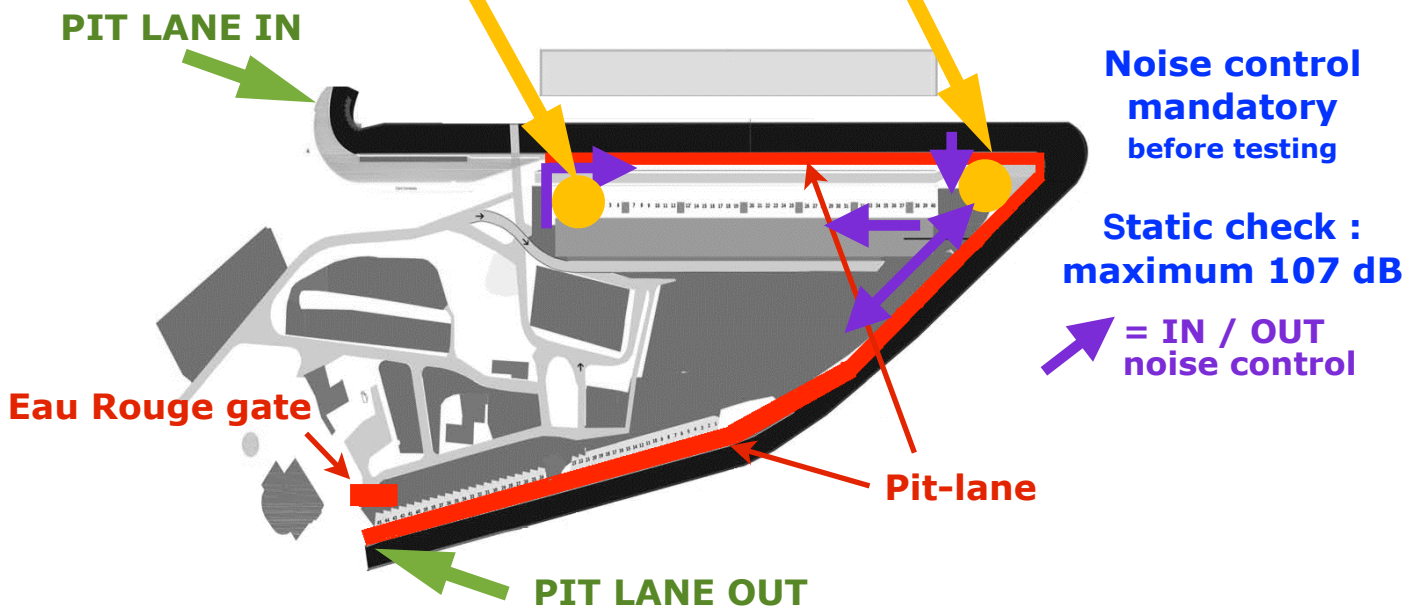 PIT LANE IN
Noise control
mandatory
before testing
Static check :
maximum 107 dB
= IN / OUT
noise control
Eau Rouge gate
Pit-lane
PIT LANE OUT